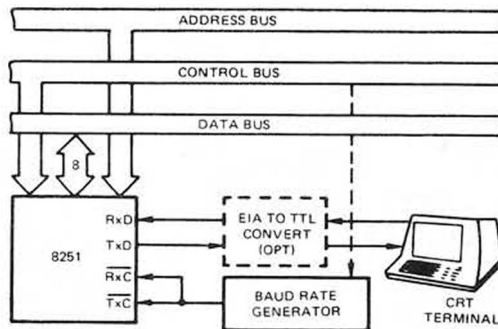 ADDRESS BUS
CONTROL BUS
DATA BUS
8
8251
RxD
TxD
RxC
TxC
EIA TO TTL
CONVERT
(OPT)
BAUD RATE
GENERATOR
CRT
TERMINAL